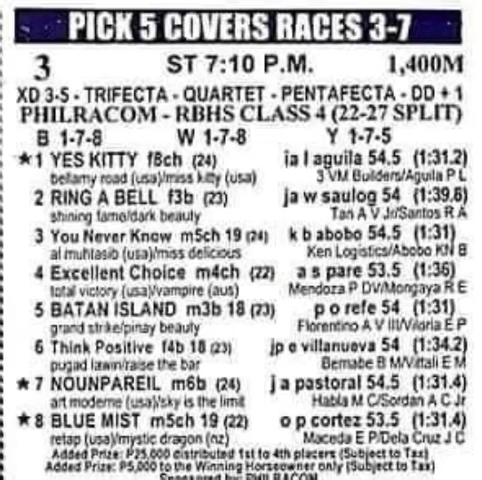 PICK 5 COVERS RACES 3-7
3 ST 7:10 P.M. 1,400M
XD 3-5 - TRIFECTA - QUARTET - PENTAFECTA - DD + 1
PHILRACOM - RBHS CLASS 4 (22-27 SPLIT)
B 1-7-8 W 1-7-8 Y 1-7-5
★1 YES KITTY f8ch (24) ia l aguila 54.5 (1:31.2)
bellamy road (usa)/miss kitty (usa) 3 VM Builders/Aguila P L
2 RING A BELL f3b (23) ja w saulog 54 (1:39.6)
shining fame/dark beauty Tan A V Jr/Santos R A
3 You Never Know m5ch 19 (24) k b abobo 54.5 (1:31)
al muhtasib (usa)/miss delicious Ken Logistics/Abobo KN B
4 Excellent Choice m4ch (22) a s pare 53.5 (1:36)
total victory (usa)/vampire (aus) Mendoza P DV/Mongaya R E
5 BATAN ISLAND m3b 18 (23) p o refe 54 (1:31)
grand strike/pinay beauty Florentino A V III/Viloria E P
6 Think Positive f4b 18 (23) jp e villanueva 54 (1:34.2)
pugad lawin/raise the bar Bernabe B M/Vittali E M
★7 NOUNPAREIL m6b (24) j a pastoral 54.5 (1:31.4)
art moderne (usa)/sky is the limit Habla M C/Sordan A C Jr
★8 BLUE MIST m5ch 19 (22) o p cortez 53.5 (1:31.4)
retap (usa)/mystic dragon (nz) Maceda E P/Dela Cruz J C
Added Prize: P25,000 distributed 1st to 4th placers (Subject to Tax)
Added Prize: P5,000 to the Winning Horseowner only (Subject to Tax)
Sponsored by: PHILRACOM